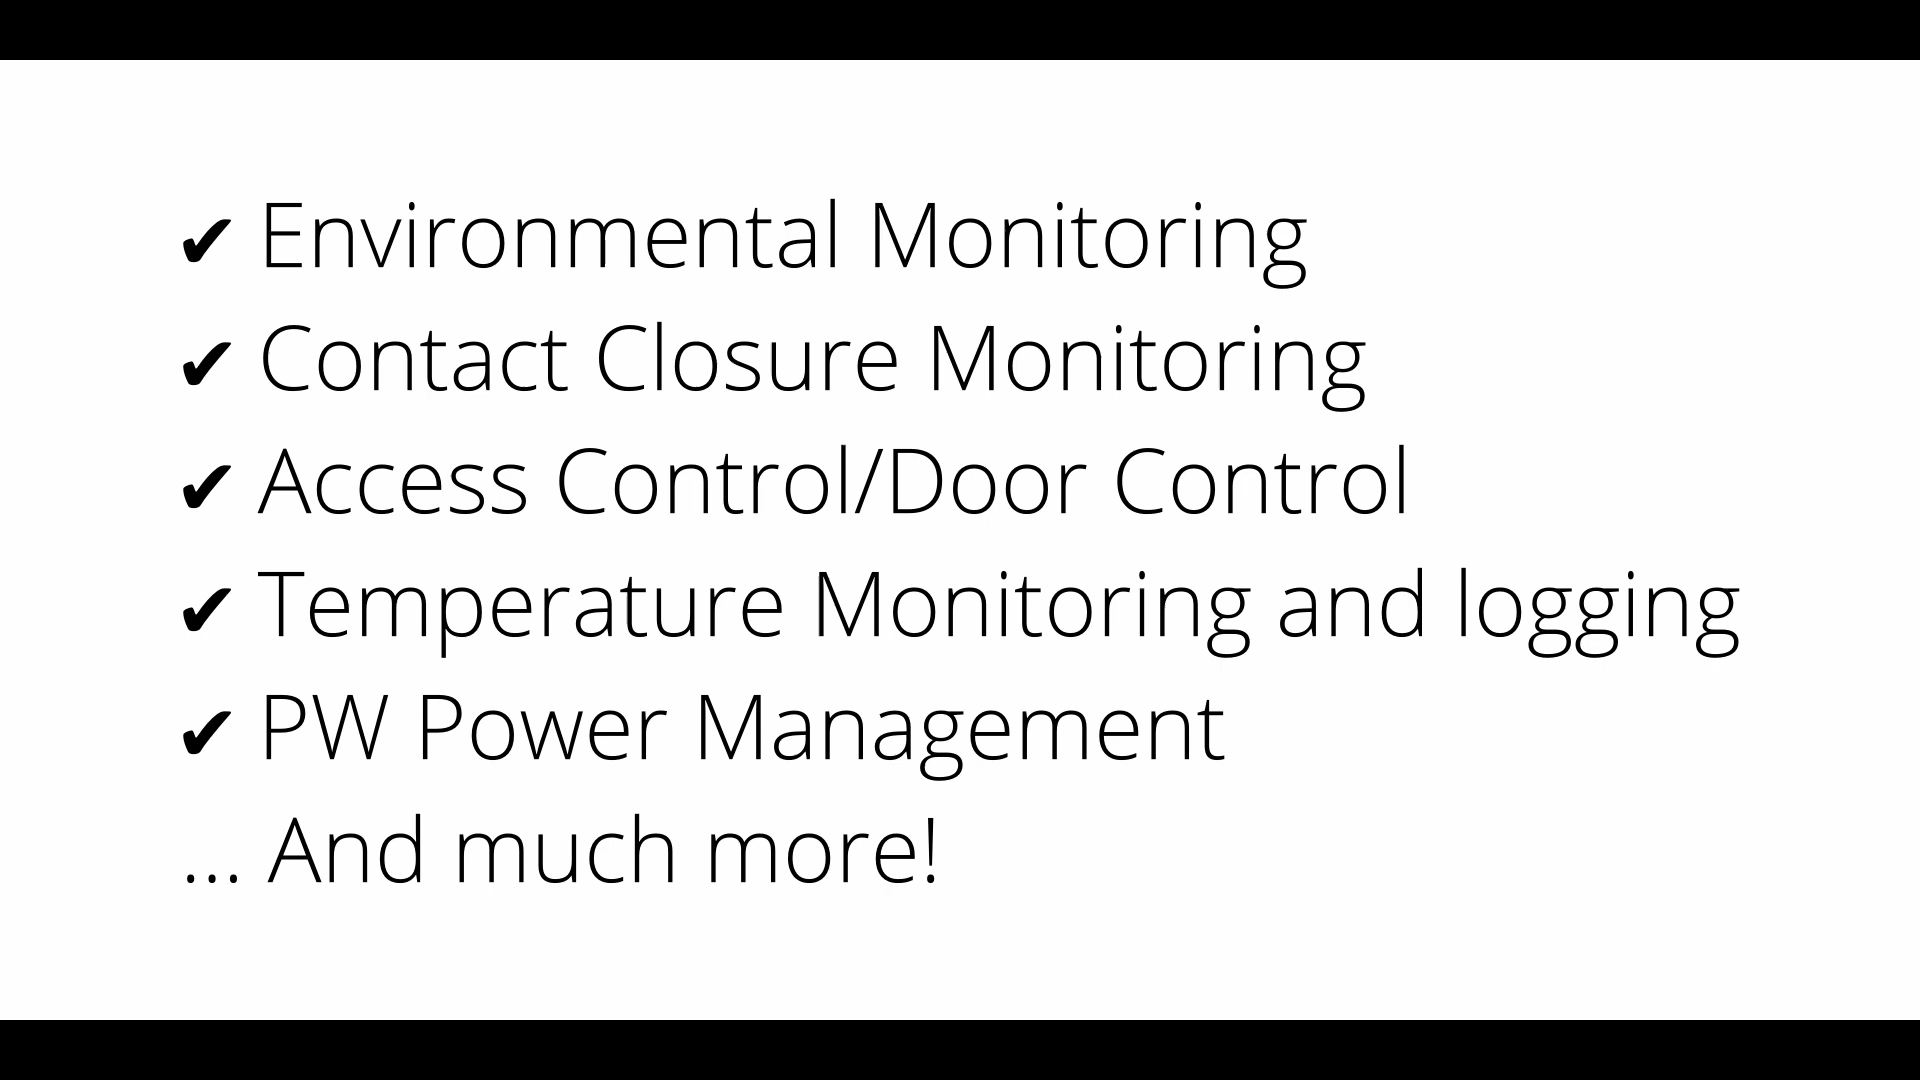 ✔ Environmental Monitoring
✔ Contact Closure Monitoring
✔ Access Control/Door Control
✔ Temperature Monitoring and logging
✔ PW Power Management
... And much more!